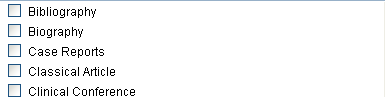 Bibliography
Biography
Case Reports
Classical Article
Clinical Conference